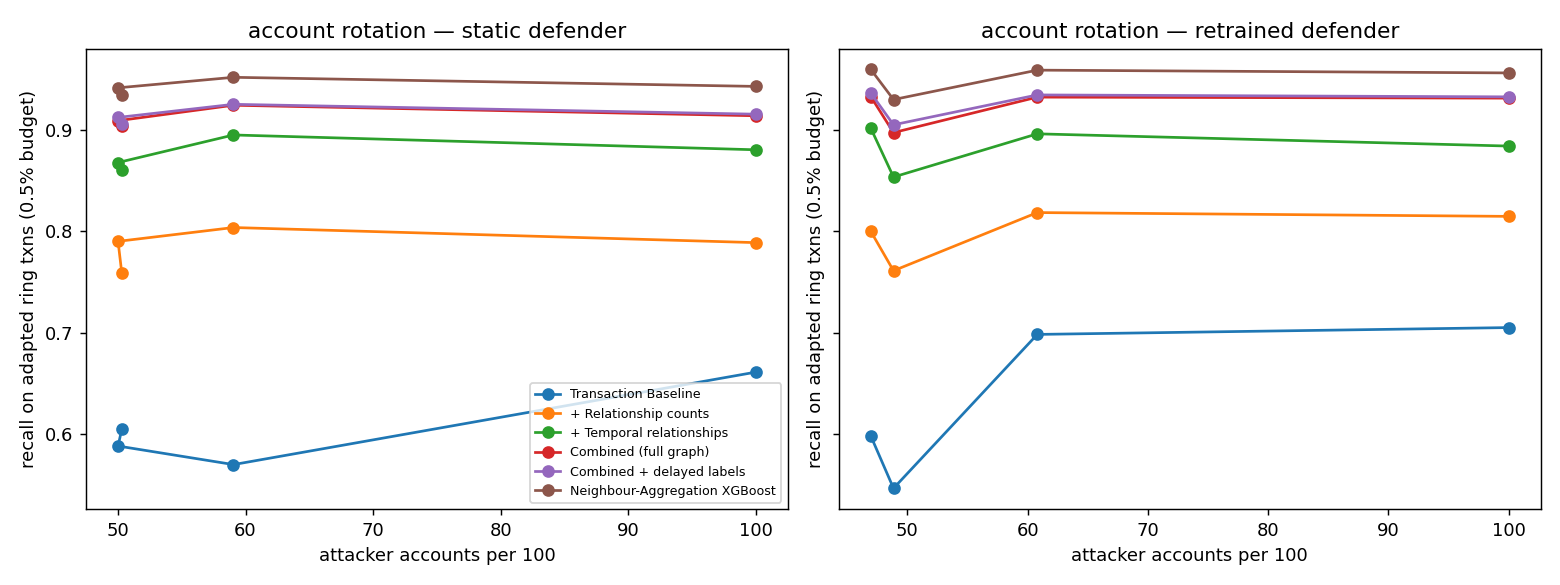 account rotation — static defender
recall on adapted ring txns (0.5% budget)
0.9
0.8
0.7
0.6
50
60
70
80
90
100
attacker accounts per 100
Transaction Baseline
+ Relationship counts
+ Temporal relationships
Combined (full graph)
Combined + delayed labels
Neighbour-Aggregation XGBoost
account rotation — retrained defender
recall on adapted ring txns (0.5% budget)
50
60
70
80
90
100
attacker accounts per 100